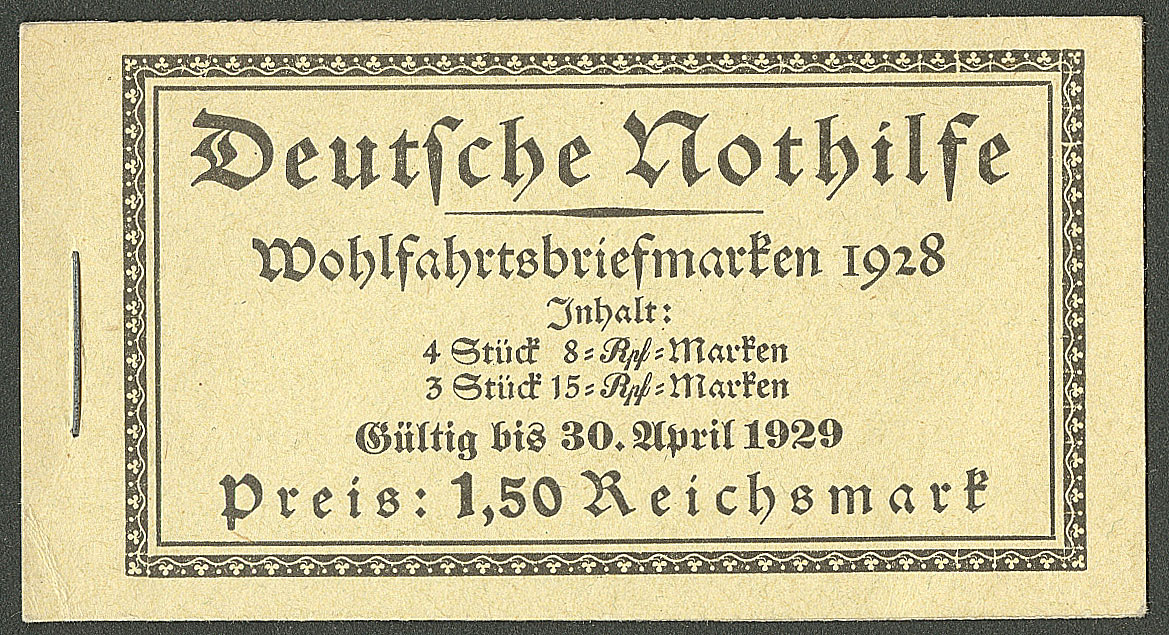 Deutsche Nothilfe
Wohlfahrtsbriefmarken 1928
Inhalt:
4 Stück 8=Rpf=Marken
3 Stück 15=Rpf=Marken
Gültig bis 30. April 1929
Preis: 1,50 Reichsmark